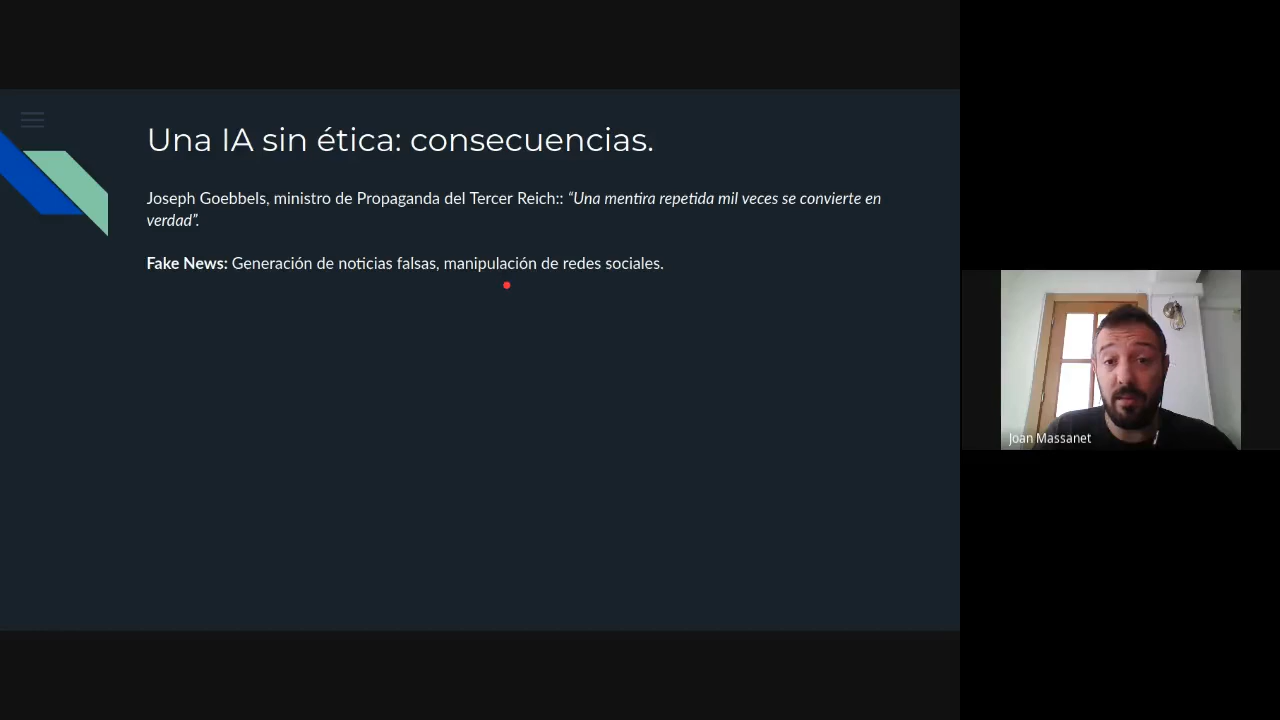 Una IA sin ética: consecuencias.
Joseph Goebbels, ministro de Propaganda del Tercer Reich:: “Una mentira repetida mil veces se convierte en
verdad”.
Fake News: Generación de noticias falsas, manipulación de redes sociales.
Joan Massanet